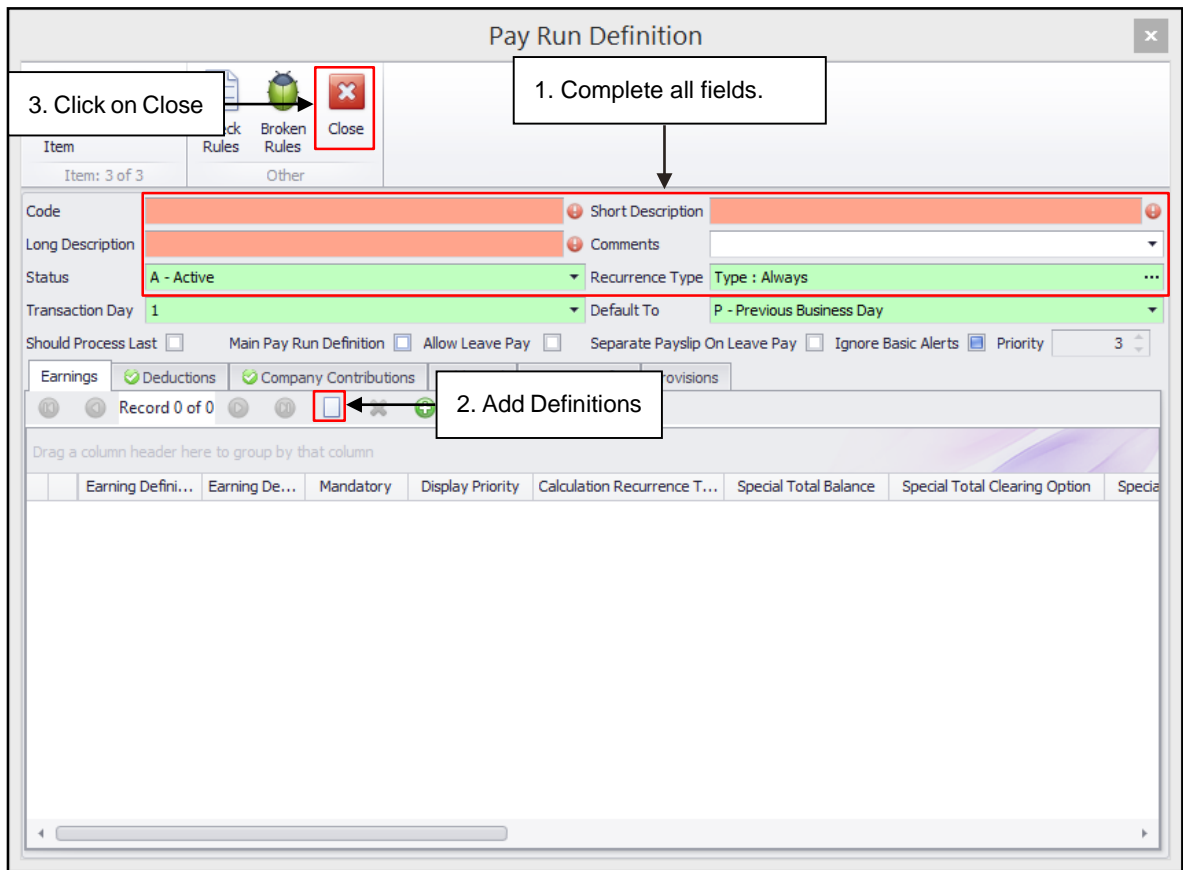 Pay Run Definition
1. Complete all fields.
3. Click on Close
Broken Close
Item Rules Rules
Item: 3 of 3 Other
Code Short Description
Long Description Comments
Status A - Active Recurrence Type Type : Always ...
Transaction Day 1 Default To P - Previous Business Day
Should Process Last Main Pay Run Definition Allow Leave Pay Separate Payslip On Leave Pay Ignore Basic Alerts Priority 3
Earnings Deductions Company Contributions
Record 0 of 0 2. Add Definitions
Drag a column header here to group by that column
Earning Defini... Earning De... Mandatory Display Priority Calculation Recurrence T... Special Total Balance Special Total Clearing Option Specia